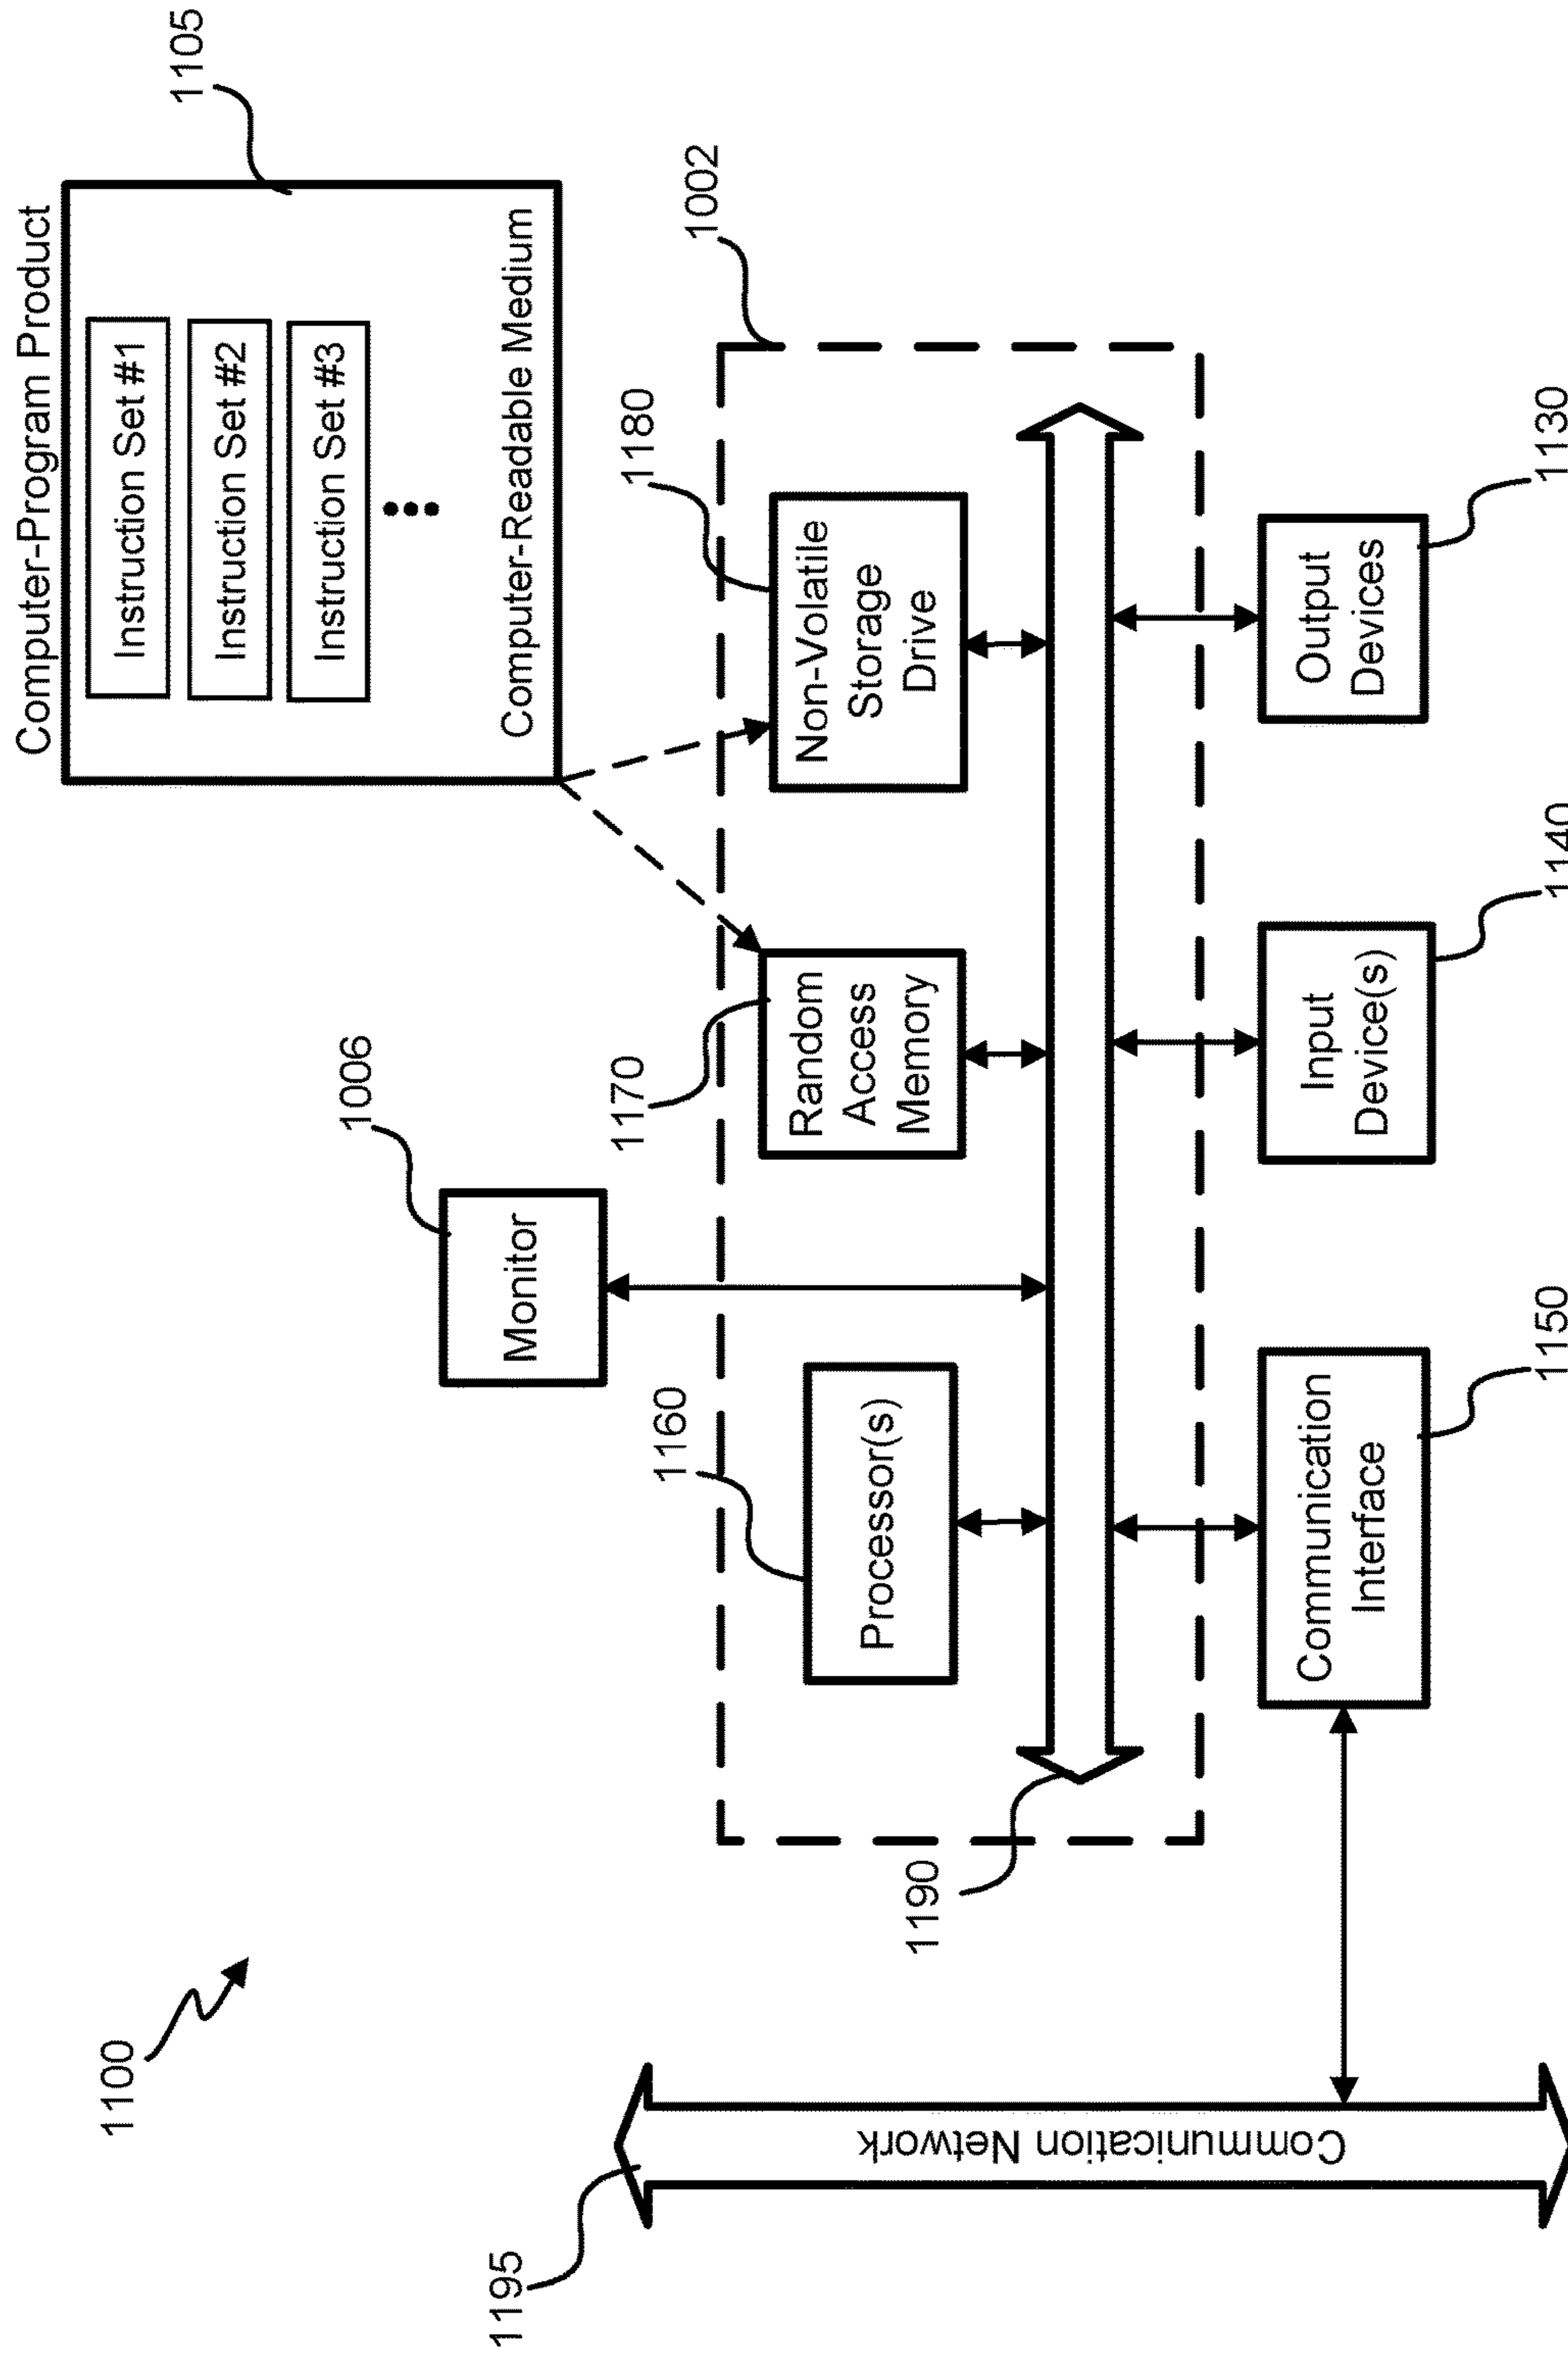 1100
Computer-Program Product
Instruction Set #1
Instruction Set #2
Instruction Set #3
Computer-Readable Medium
1105
1006
Monitor
1002
1160
Processor(s)
1170
Random
Access
Memory
1180
Non-Volatile
Storage
Drive
1190
1195
Communication Network
Communication
Interface
1150
Input
Device(s)
1140
Output
Devices
1130